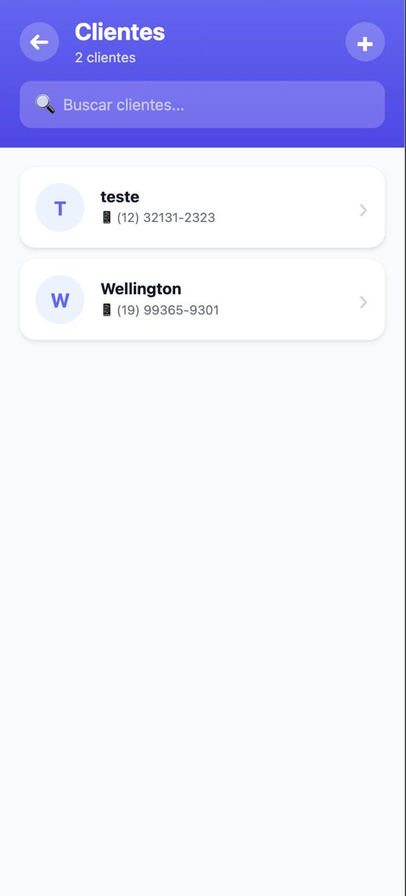 Clientes
2 clientes
🔍 Buscar clientes...
T
teste
📱 (12) 32131-2323
W
Wellington
📱 (19) 99365-9301